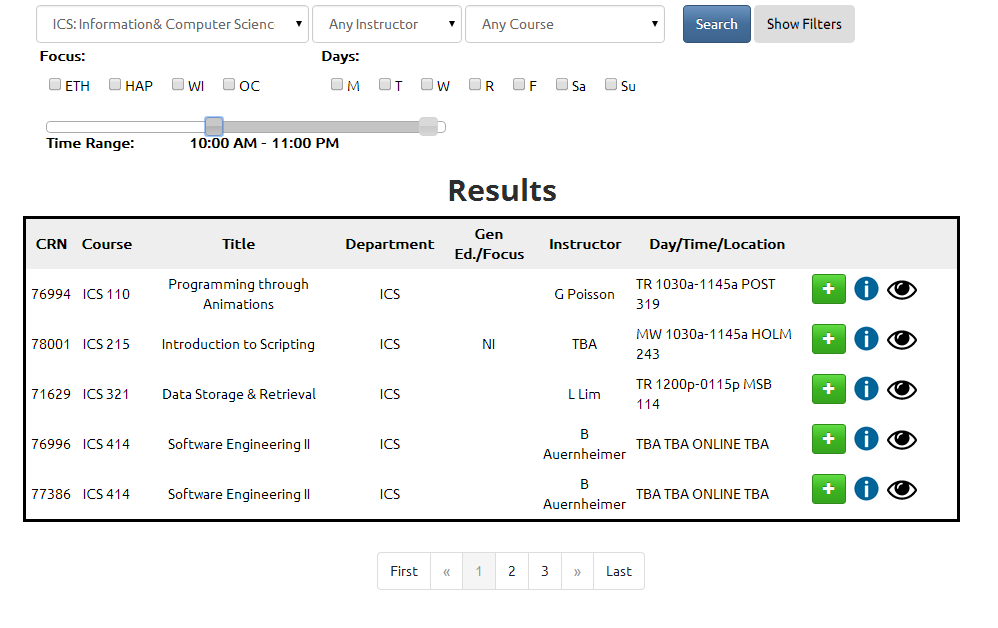 ICS: Information& Computer Scienc Any Instructor Any Course Search Show Filters
Focus: Days:
ETH HAP WI OC M T W R F Sa Su
Time Range: 10:00 AM - 11:00 PM
Results
CRN Course Title Department Gen Ed./Focus Instructor Day/Time/Location
76994 ICS 110 Programming through Animations ICS G Poisson TR 1030a-1145a POST 319 + i
78001 ICS 215 Introduction to Scripting ICS NI TBA MW 1030a-1145a HOLM 243 + i
71629 ICS 321 Data Storage & Retrieval ICS L Lim TR 1200p-0115p MSB 114 + i
76996 ICS 414 Software Engineering II ICS B Auernheimer TBA TBA ONLINE TBA + i
77386 ICS 414 Software Engineering II ICS B Auernheimer TBA TBA ONLINE TBA + i
First « 1 2 3 » Last